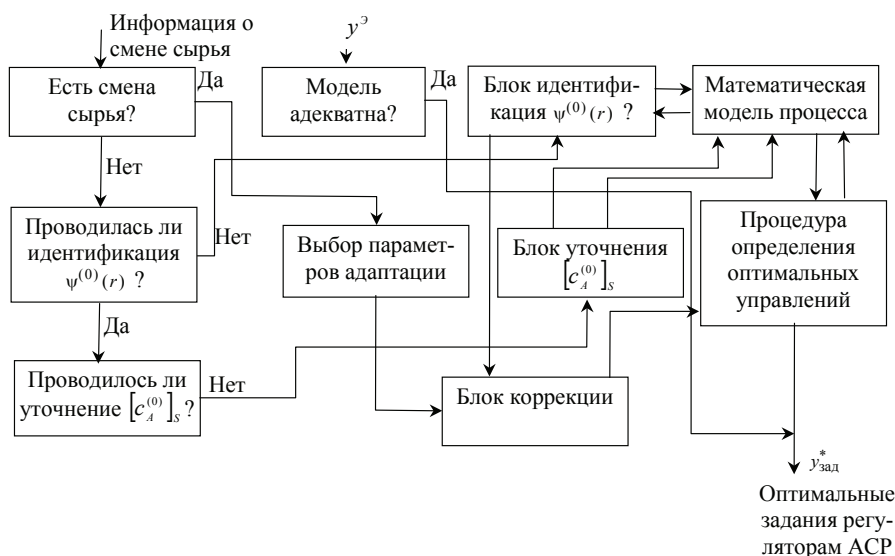 Информация о
смене сырья
y^Э
Есть смена
сырья?
Да
Модель
адекватна?
Да
Блок идентифи-
кация ψ^(0)(r) ?
Математическая
модель процесса
Нет
Проводилась ли
идентификация
ψ^(0)(r) ?
Нет
Выбор парамет-
ров адаптации
Блок уточнения
[c_A^(0)]_S
Процедура
определения
оптимальных
управлений
Да
Проводилось ли
уточнение [c_A^(0)]_S ?
Нет
Блок коррекции
y*_зад
Оптимальные
задания регу-
ляторам АСР